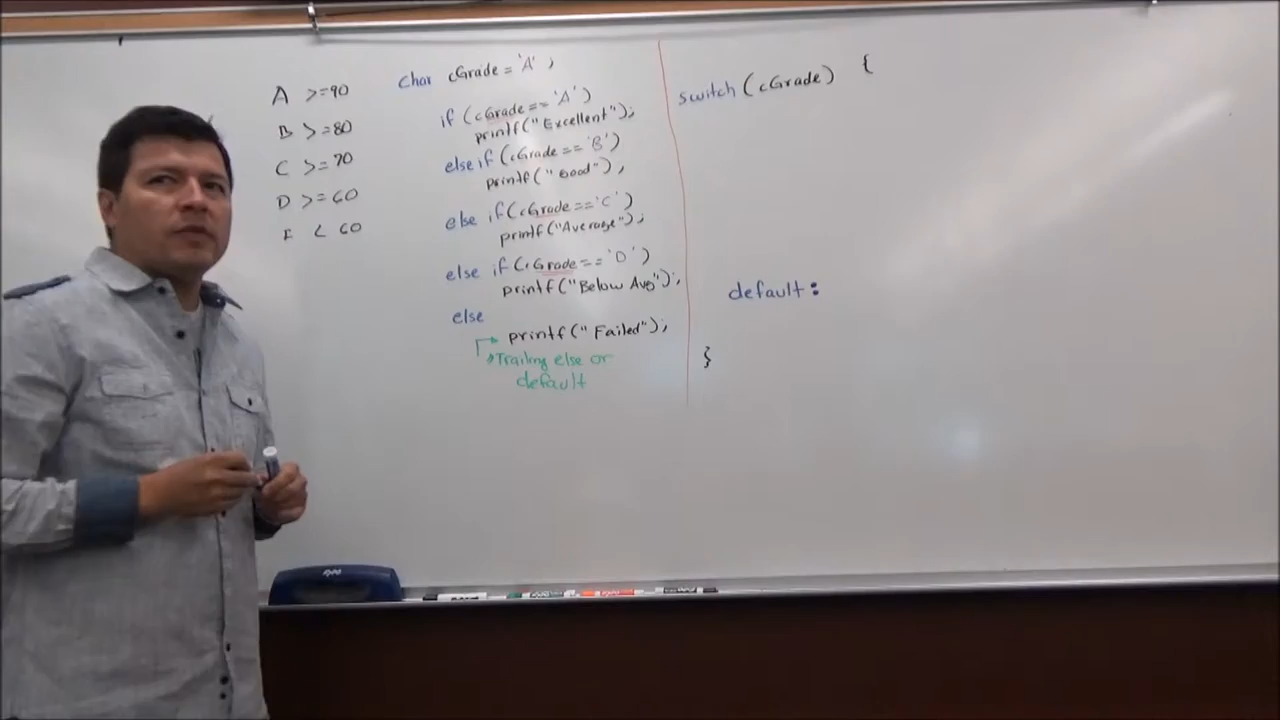 A >=90
B >=80
C >=70
D >=60
F < 60
char cGrade = 'A' ;
if (cGrade == 'A')
printf("Excellent");
else if (cGrade == 'B')
printf("Good"),
else if (cGrade == 'C')
printf("Average");
else if (cGrade == 'D')
printf("Below Avg");
else
printf("Failed");
Trailing else or
default
switch (cGrade) {
default:
}
EXPO